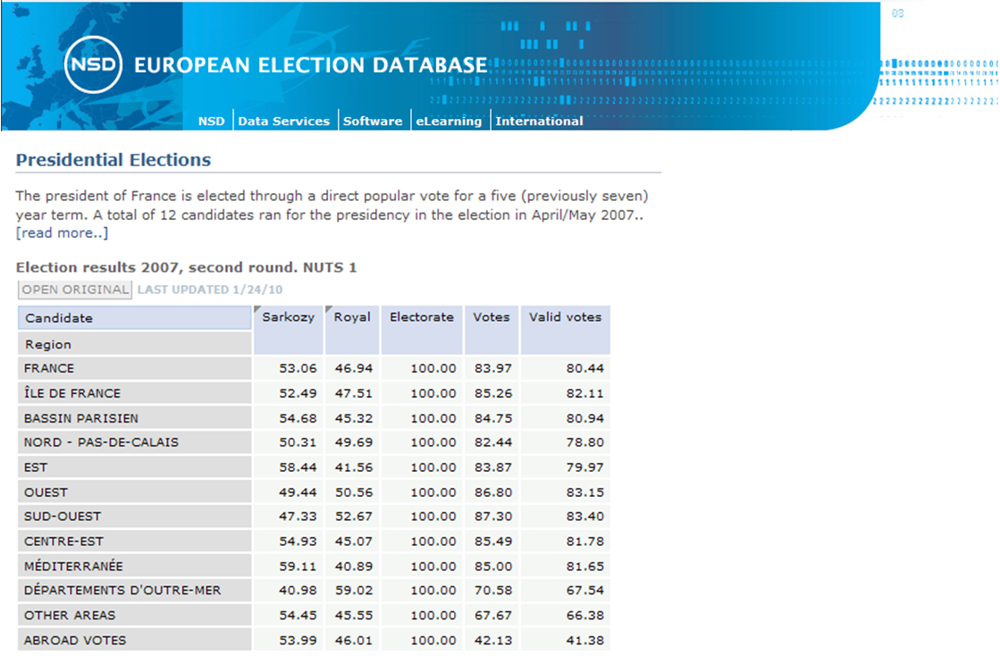 08
NSD EUROPEAN ELECTION DATABASE
NSD Data Services Software eLearning International
Presidential Elections
The president of France is elected through a direct popular vote for a five (previously seven)
year term. A total of 12 candidates ran for the presidency in the election in April/May 2007..
[read more..]
Election results 2007, second round. NUTS 1
OPEN ORIGINAL LAST UPDATED 1/24/10
Candidate Sarkozy Royal Electorate Votes Valid votes
Region
FRANCE 53.06 46.94 100.00 83.97 80.44
ÎLE DE FRANCE 52.49 47.51 100.00 85.26 82.11
BASSIN PARISIEN 54.68 45.32 100.00 84.75 80.94
NORD - PAS-DE-CALAIS 50.31 49.69 100.00 82.44 78.80
EST 58.44 41.56 100.00 83.87 79.97
OUEST 49.44 50.56 100.00 86.80 83.15
SUD-OUEST 47.33 52.67 100.00 87.30 83.40
CENTRE-EST 54.93 45.07 100.00 85.49 81.78
MÉDITERRANÉE 59.11 40.89 100.00 85.00 81.65
DÉPARTEMENTS D'OUTRE-MER 40.98 59.02 100.00 70.58 67.54
OTHER AREAS 54.45 45.55 100.00 67.67 66.38
ABROAD VOTES 53.99 46.01 100.00 42.13 41.38